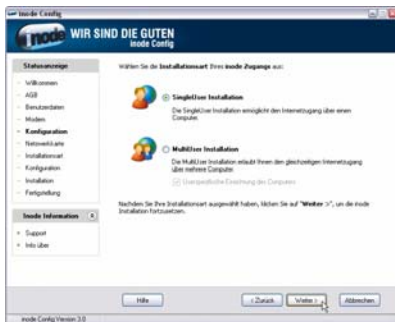 inode Config
inode WIR SIND DIE GUTEN
inode Config
Statusanzeige
Willkommen
AGB
Benutzerdaten
Modem
Konfiguration
Netzwerkkarte
Installationsart
Konfiguration
Installation
Fertigstellung
Inode Information
Support
Info über
Wählen Sie die Installationsart Ihres inode Zugangs aus:
SingleUser Installation
Die SingleUser Installation ermöglicht den Internetzugang über einen
Computer.
MultiUser Installation
Die MultiUser Installation erlaubt Ihnen den gleichzeitigen Internetzugang
über mehrere Computer.
Userspezifische Einrichtung des Computers
Nachdem Sie Ihre Installationsart ausgewählt haben, klicken Sie auf "Weiter >", um die inode
Installation fortzusetzen.
Hilfe
< Zurück
Weiter >
Abbrechen
inode Config Version 3.0